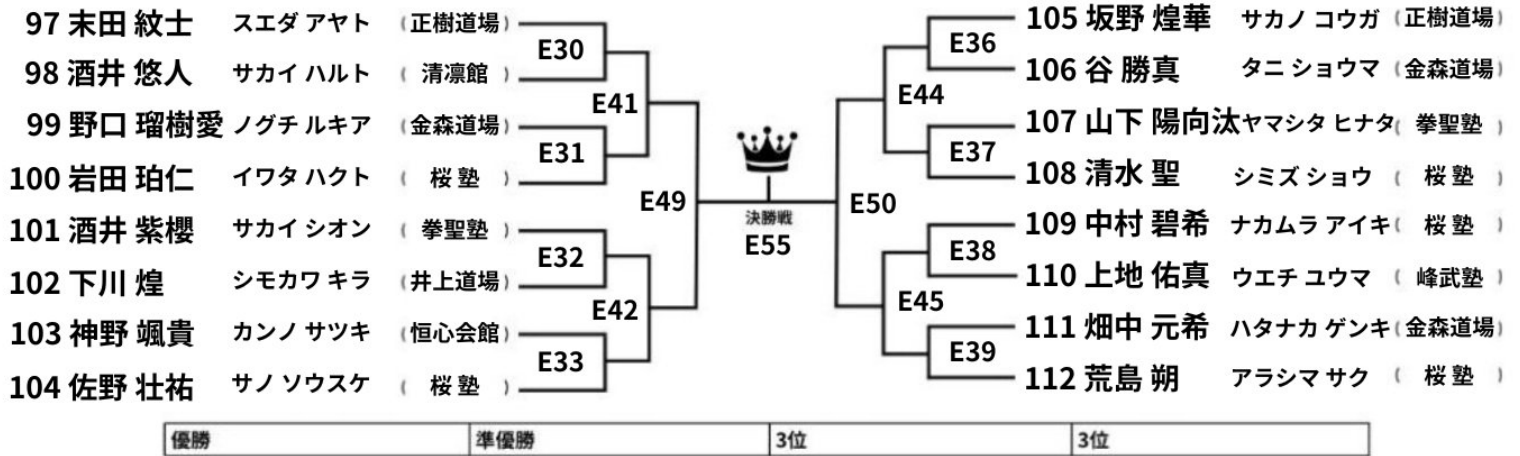 97 末田 紋士 スエダ アヤト (正樹道場)
98 酒井 悠人 サカイ ハルト ( 清凛館 )
99 野口 瑠樹愛 ノグチ ルキア (金森道場)
100 岩田 珀仁 イワタ ハクト ( 桜 塾 )
101 酒井 紫櫻 サカイ シオン ( 拳聖塾 )
102 下川 煌 シモカワ キラ (井上道場)
103 神野 颯貴 カンノ サツキ (恒心会館)
104 佐野 壮祐 サノ ソウスケ ( 桜 塾 )
E30
E31
E32
E33
E41
E42
E49
決勝戦
E55
E50
E44
E45
E36
E37
E38
E39
105 坂野 煌華 サカノ コウガ (正樹道場)
106 谷 勝真 タニ ショウマ (金森道場)
107 山下 陽向汰 ヤマシタ ヒナタ ( 拳聖塾 )
108 清水 聖 シミズ ショウ ( 桜 塾 )
109 中村 碧希 ナカムラ アイキ ( 桜 塾 )
110 上地 佑真 ウエチ ユウマ ( 峰武塾 )
111 畑中 元希 ハタナカ ゲンキ (金森道場)
112 荒島 朔 アラシマ サク ( 桜 塾 )
優勝 準優勝 3位 3位